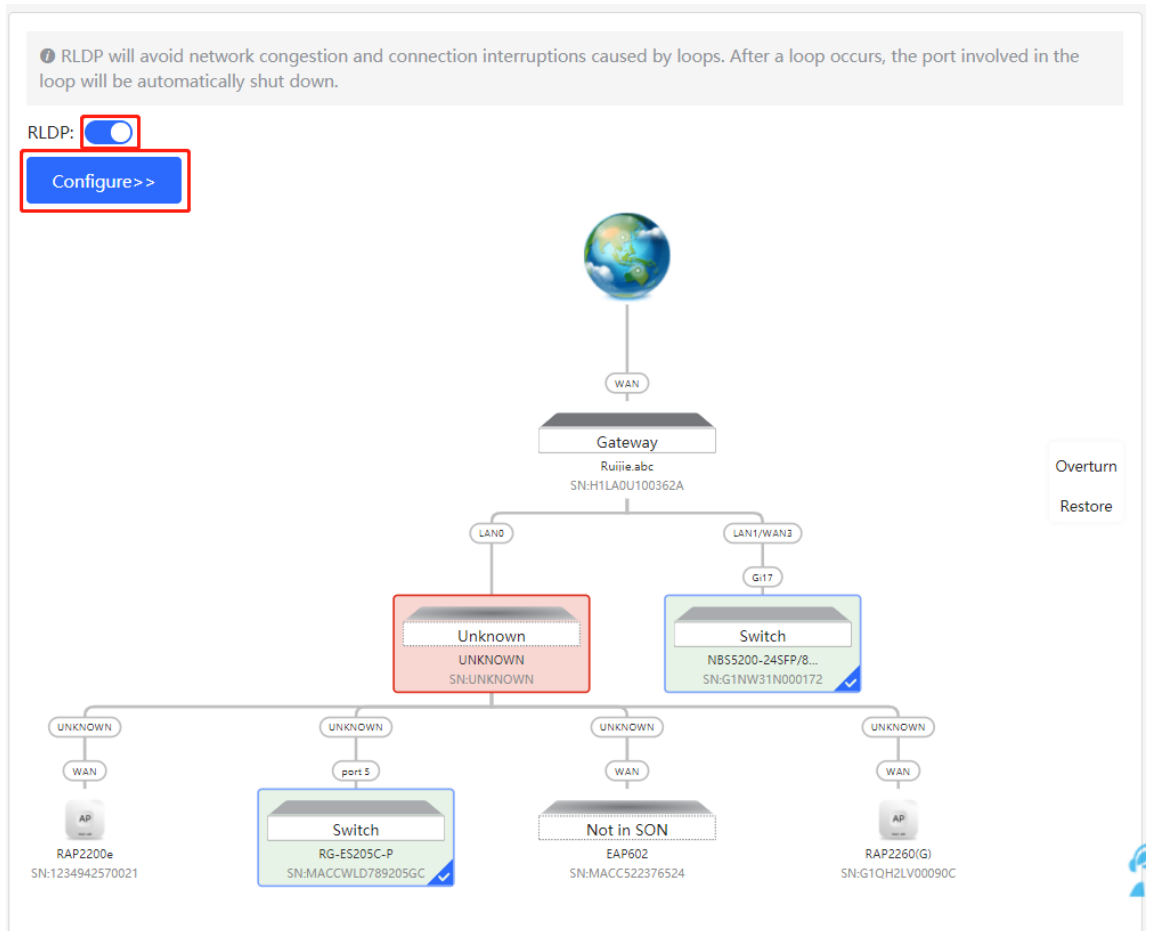 RLDP will avoid network congestion and connection interruptions caused by loops. After a loop occurs, the port involved in the
loop will be automatically shut down.
RLDP:
Configure>>
WAN
Gateway
Ruijie.abc
SN:H1LA0U100362A
Overturn
Restore
LAN0
LAN1/WAN3
Gi17
Unknown
UNKNOWN
SN:UNKNOWN
Switch
NBS5200-24SFP/8...
SN:G1NW31N000172
UNKNOWN
UNKNOWN
UNKNOWN
UNKNOWN
WAN
port 5
WAN
WAN
AP
RAP2200e
SN:1234942570021
Switch
RG-ES205C-P
SN:MACCWLD789205GC
Not in SON
EAP602
SN:MACC522376524
AP
RAP2260(G)
SN:G1QH2LV00090C